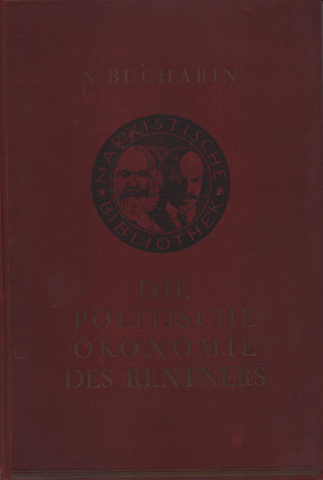 N. BUCHARIN
MARXISTISCHE
BIBLIOTHEK
DIE
POLITISCHE
ÖKONOMIE
DES RENTNERS